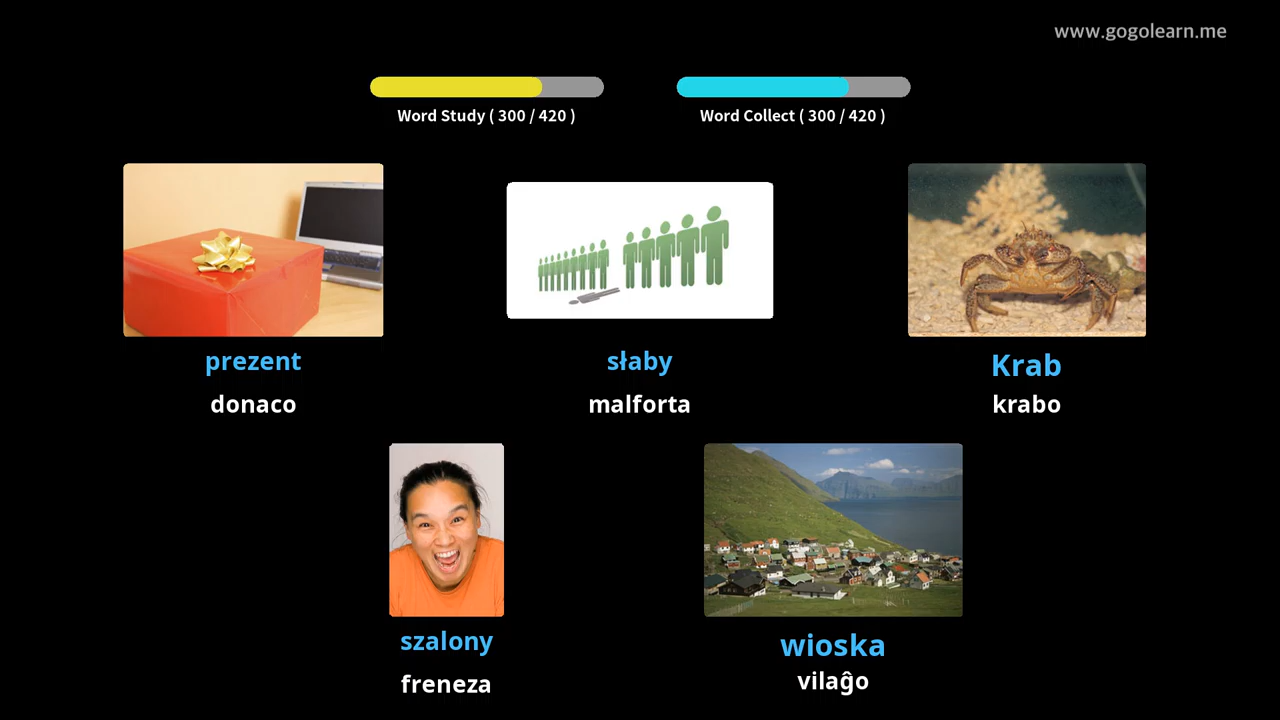 www.gogolearn.me
Word Study ( 300 / 420 )
Word Collect ( 300 / 420 )
prezent
donaco
słaby
malforta
Krab
krabo
szalony
freneza
wioska
vilaĝo